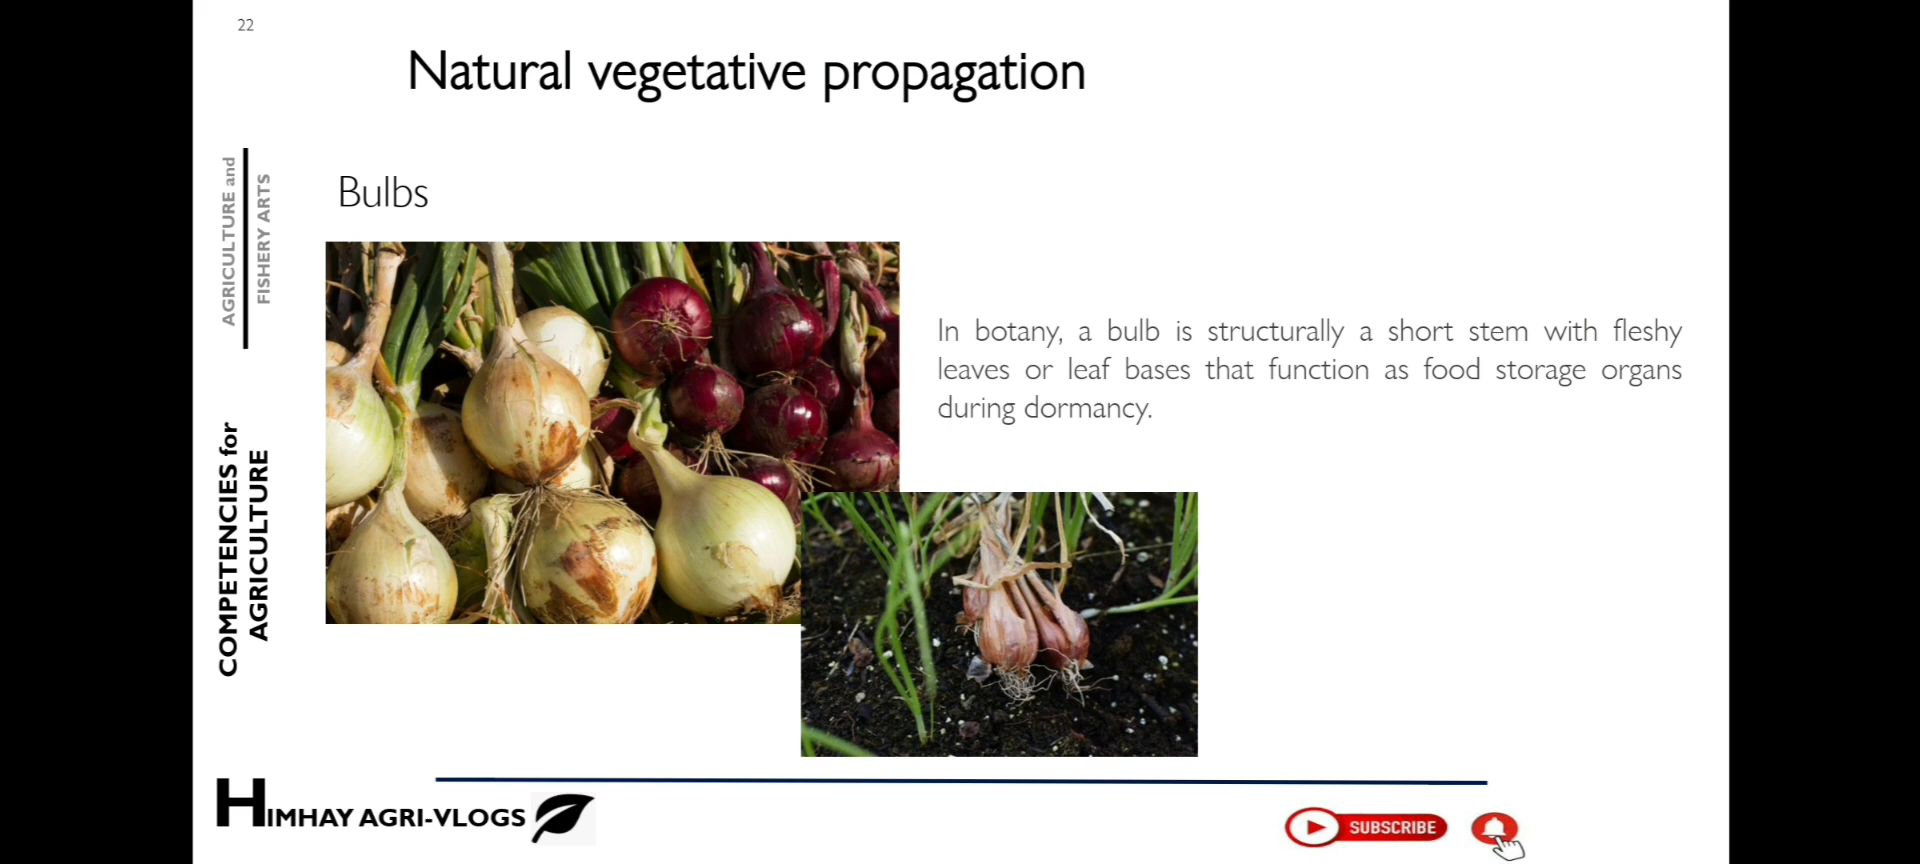 22
Natural vegetative propagation
AGRICULTURE and
FISHERY ARTS
Bulbs
In botany, a bulb is structurally a short stem with fleshy
leaves or leaf bases that function as food storage organs
during dormancy.
COMPETENCIES for
AGRICULTURE
HIMHAY AGRI-VLOGS
SUBSCRIBE